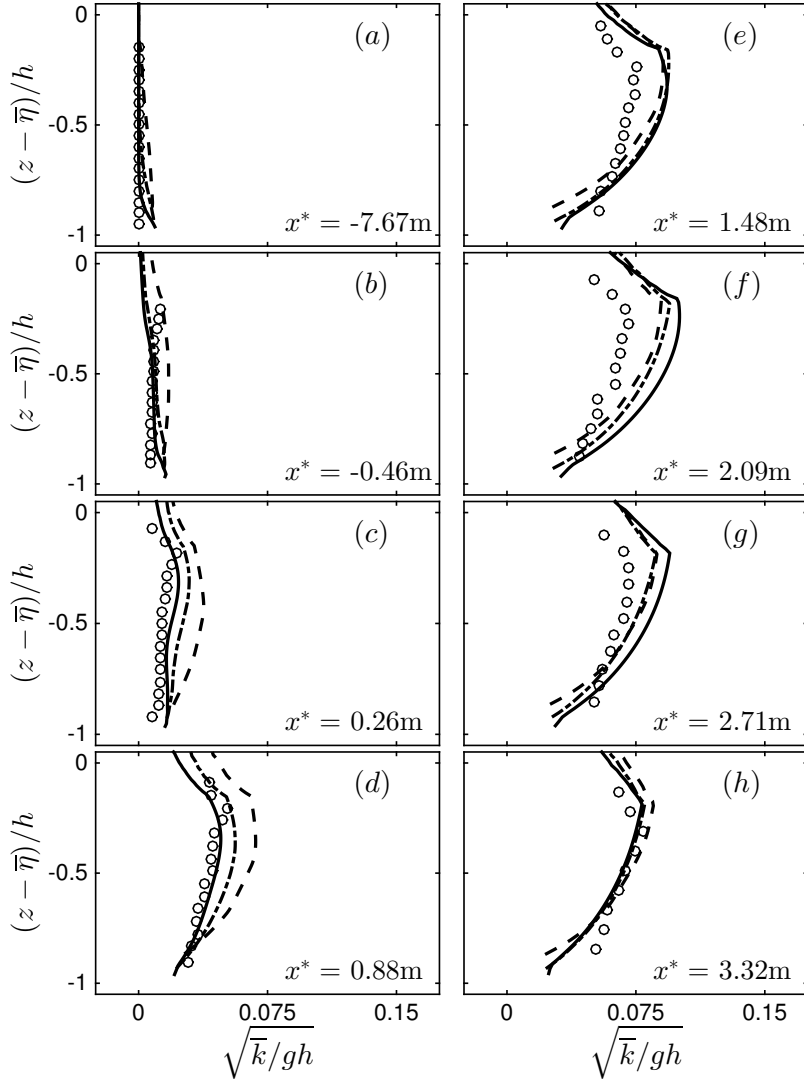 0
-0.5
-1
(z − η̅)/h
(a)
x* = -7.67m
0
-0.5
-1
(z − η̅)/h
(b)
x* = -0.46m
0
-0.5
-1
(z − η̅)/h
(c)
x* = 0.26m
0
-0.5
-1
(z − η̅)/h
(d)
x* = 0.88m
0 0.075 0.15
√k̅/gh
(e)
x* = 1.48m
(f)
x* = 2.09m
(g)
x* = 2.71m
(h)
x* = 3.32m
0 0.075 0.15
√k̅/gh